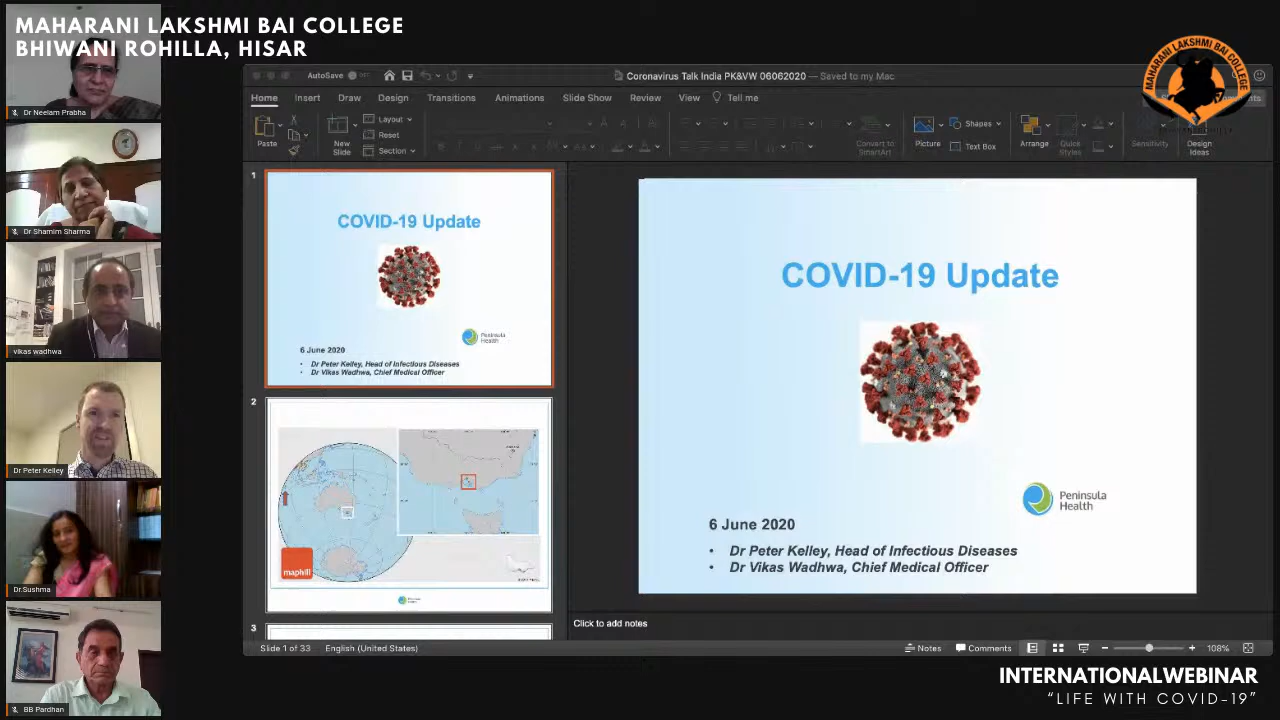 MAHARANI LAKSHMI BAI COLLEGE
BHIWANI ROHILLA, HISAR
Dr Neelam Prabha
Dr Shamim Sharma
vikas wadhwa
Dr Peter Kelley
Dr.Sushma
BB Pardhan
AutoSave
Coronavirus Talk India PK&VW 06062020 — Saved to my Mac
Home Insert Draw Design Transitions Animations Slide Show Review View Tell me
Paste
New Slide
Layout
Reset
Section
Convert to SmartArt
Picture
Shapes
Text Box
Arrange
Quick Styles
Sensitivity
Design Ideas
MAHARANI LAKSHMI BAI COLLEGE
1
COVID-19 Update
Peninsula Health
6 June 2020
• Dr Peter Kelley, Head of Infectious Diseases
• Dr Vikas Wadhwa, Chief Medical Officer
2
maphill
3
COVID-19 Update
Peninsula
Health
6 June 2020
• Dr Peter Kelley, Head of Infectious Diseases
• Dr Vikas Wadhwa, Chief Medical Officer
Click to add notes
Slide 1 of 33 English (United States) Notes Comments 108%
INTERNATIONALWEBINAR
“LIFE WITH COVID-19”